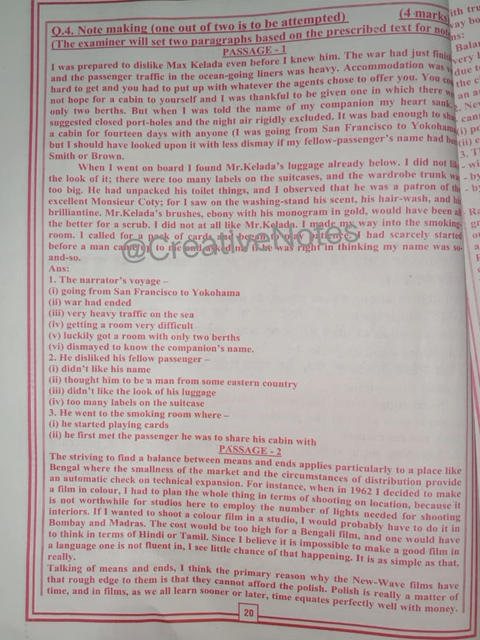 Q.4. Note making (one out of two is to be attempted) (4 marks
(The examiner will set two paragraphs based on the prescribed text for not
PASSAGE - 1
I was prepared to dislike Max Kelada even before I knew him. The war had just finis
and the passenger traffic in the ocean-going liners was heavy. Accommodation was v
hard to get and you had to put up with whatever the agents chose to offer you. You co
not hope for a cabin to yourself and I was thankful to be given one in which there w
only two berths. But when I was told the name of my companion my heart sank.
suggested closed port-holes and the night air rigidly excluded. It was bad enough to sha
a cabin for fourteen days with anyone (I was going from San Francisco to Yokohama
but I should have looked upon it with less dismay if my fellow-passenger's name had be
Smith or Brown.
When I went on board I found Mr.Kelada's luggage already below. I did not li
the look of it; there were too many labels on the suitcases, and the wardrobe trunk w
too big. He had unpacked his toilet things, and I observed that he was a patron of th
excellent Monsieur Coty; for I saw on the washing-stand his scent, his hair-wash, and hi
brilliantine. Mr.Kelada's brushes, ebony with his monogram in gold, would have been al
the better for a scrub. I did not at all like Mr.Kelada. I made my way into the smoking-
room. I called for a pack of cards and began to play patience. I had scarcely started
before a man came up to me and asked me if he was right in thinking my name was so-
and-so.
@CreativeNotes
Ans:
1. The narrator's voyage –
(i) going from San Francisco to Yokohama
(ii) war had ended
(iii) very heavy traffic on the sea
(iv) getting a room very difficult
(v) luckily got a room with only two berths
(vi) dismayed to know the companion's name.
2. He disliked his fellow passenger –
(i) didn't like his name
(ii) thought him to be a man from some eastern country
(iii) didn't like the look of his luggage
(iv) too many labels on the suitcase
3. He went to the smoking room where –
(i) he started playing cards
(ii) he first met the passenger he was to share his cabin with
PASSAGE - 2
The striving to find a balance between means and ends applies particularly to a place like
Bengal where the smallness of the market and the circumstances of distribution provide
an automatic check on technical expansion. For instance, when in 1962 I decided to make
a film in colour, I had to plan the whole thing in terms of shooting on location, because it
is not worthwhile for studios here to employ the number of lights needed for shooting
interiors. If I wanted to shoot a colour film in a studio, I would probably have to do it in
Bombay and Madras. The cost would be too high for a Bengali film, and one would have
to think in terms of Hindi or Tamil. Since I believe it is impossible to make a good film in
a language one is not fluent in, I see little chance of that happening. It is as simple as that,
really.
Talking of means and ends, I think the primary reason why the New-Wave films have
that rough edge to them is that they cannot afford the polish. Polish is really a matter of
time, and in films, as we all learn sooner or later, time equates perfectly well with money.
20